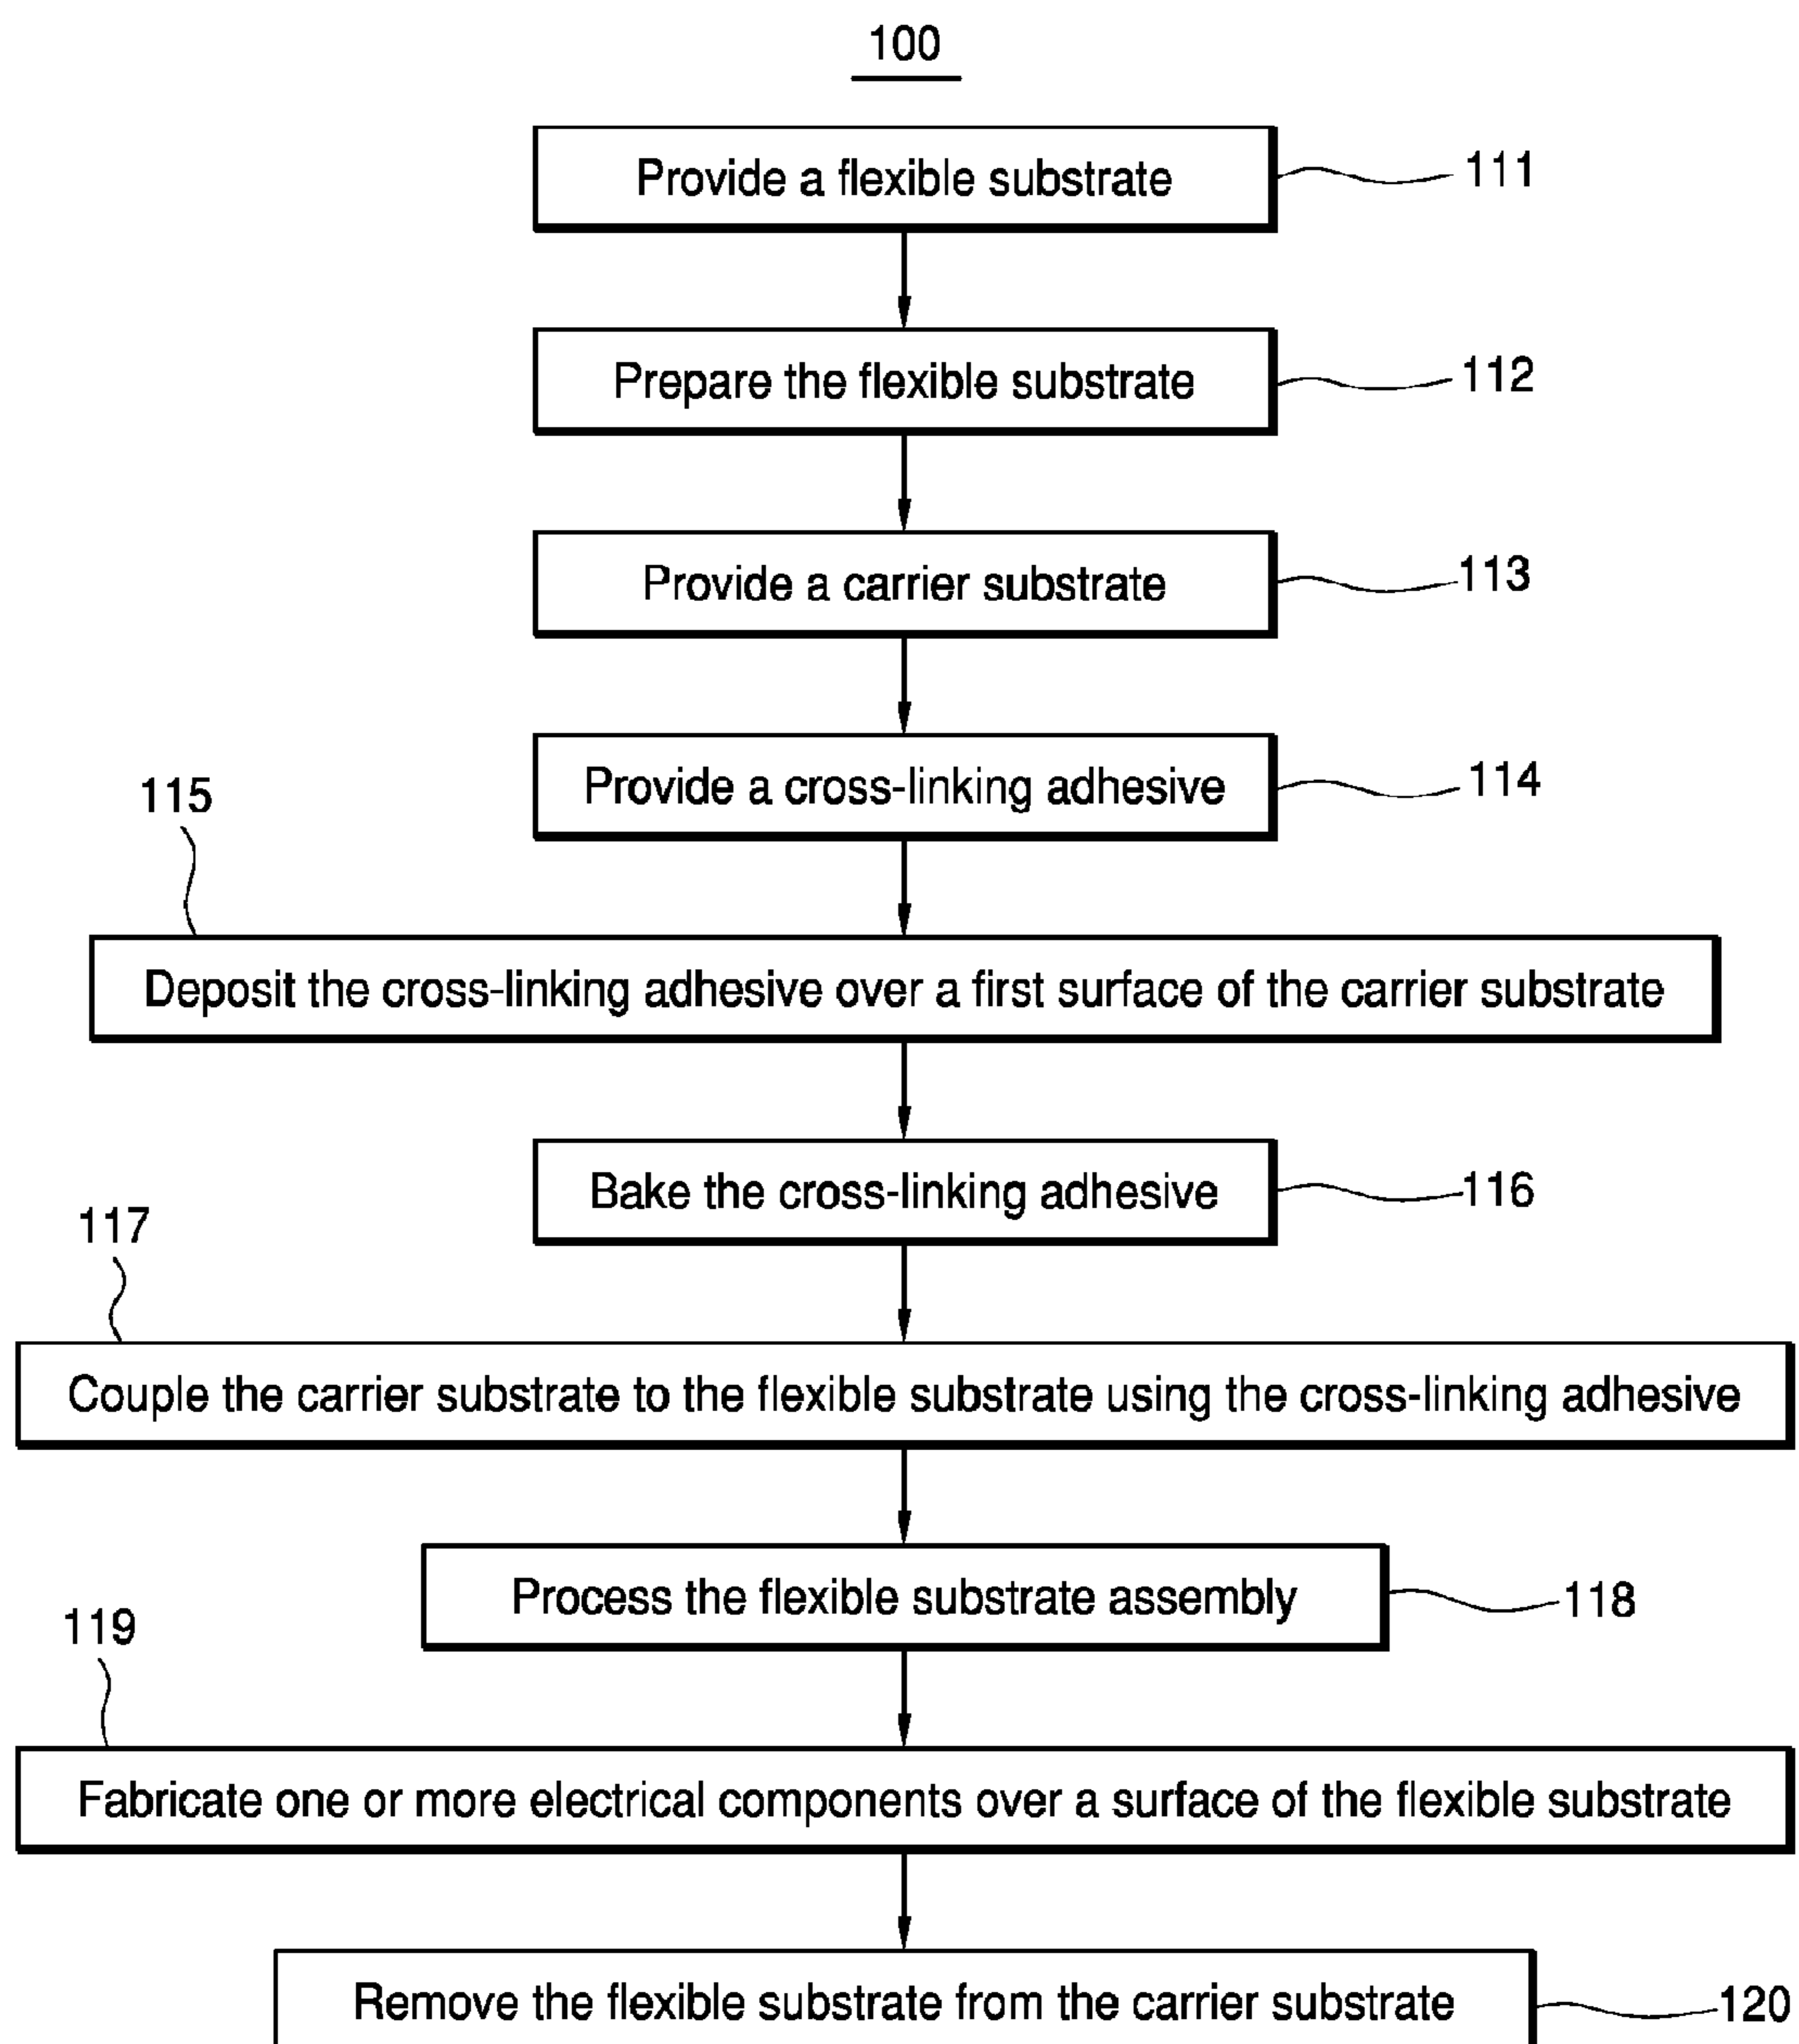 100
Provide a flexible substrate
111
Prepare the flexible substrate
112
Provide a carrier substrate
113
Provide a cross-linking adhesive
114
115
Deposit the cross-linking adhesive over a first surface of the carrier substrate
Bake the cross-linking adhesive
116
117
Couple the carrier substrate to the flexible substrate using the cross-linking adhesive
Process the flexible substrate assembly
118
119
Fabricate one or more electrical components over a surface of the flexible substrate
Remove the flexible substrate from the carrier substrate
120